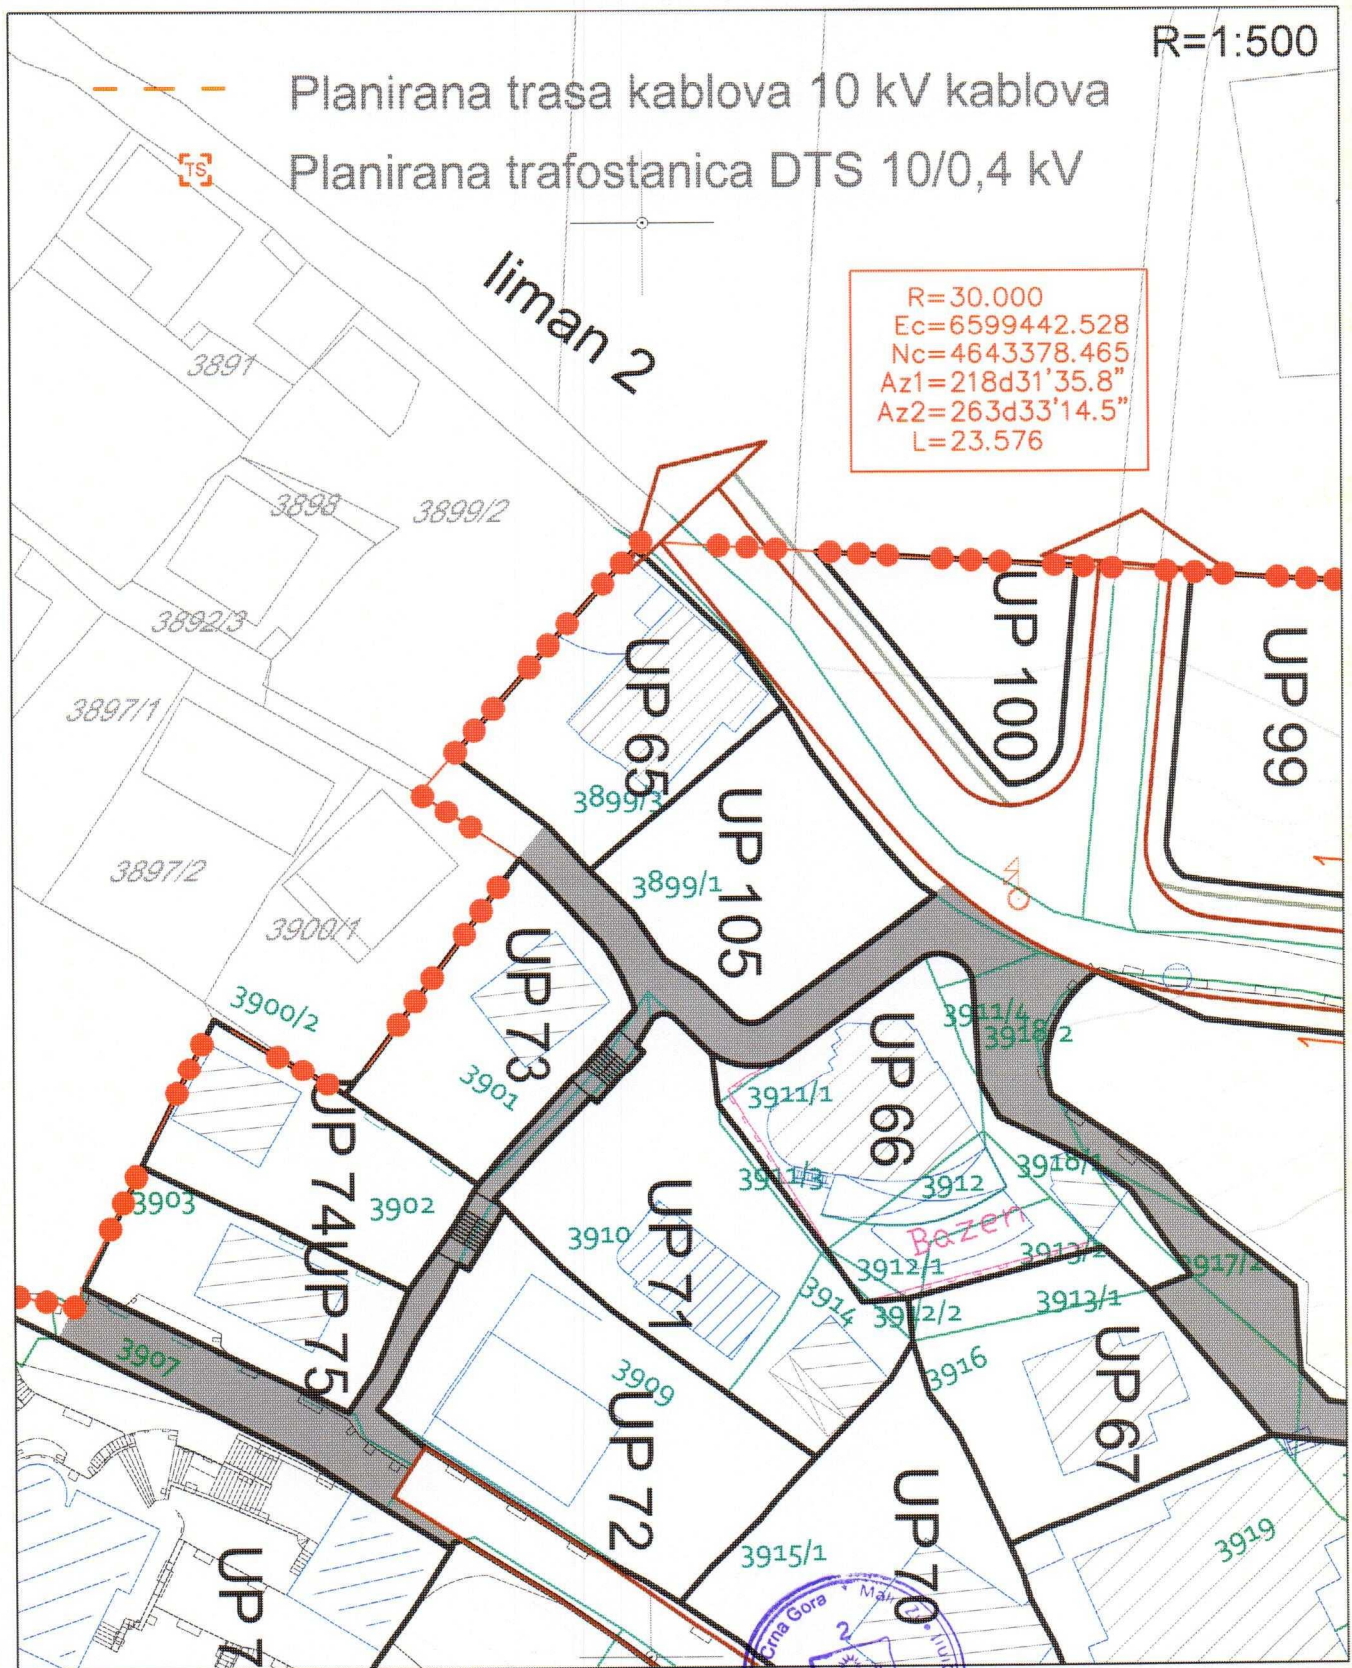 R=1:500
Planirana trasa kablova 10 kV kablova
TS
Planirana trafostanica DTS 10/0,4 kV
liman 2
R=30.000
Ec=6599442.528
Nc=4643378.465
Az1=218d31'35.8"
Az2=263d33'14.5"
L=23.576
3891
3898
3899/2
3892/3
3897/1
3897/2
3900/1
UP 65
UP 100
UP 99
3899/3
UP 105
3899/1
UP 73
3900/2
3901
UP 66
3911/4
3918/2
3911/1
UP 74
3903
3902
3911/3
3912
3918/1
Bazen
3910
UP 71
3912/1
3913/2
3917/2
UP 75
3914
3912/2
3913/1
3907
3909
3916
UP 67
UP 72
UP 70
3915/1
3919
UP 7
Crna Gora
2